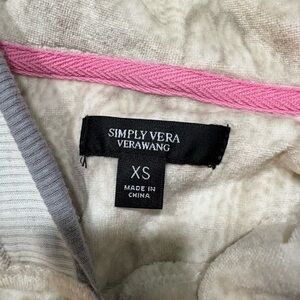 SIMPLY VERA
VERAWANG
XS
MADE IN
CHINA